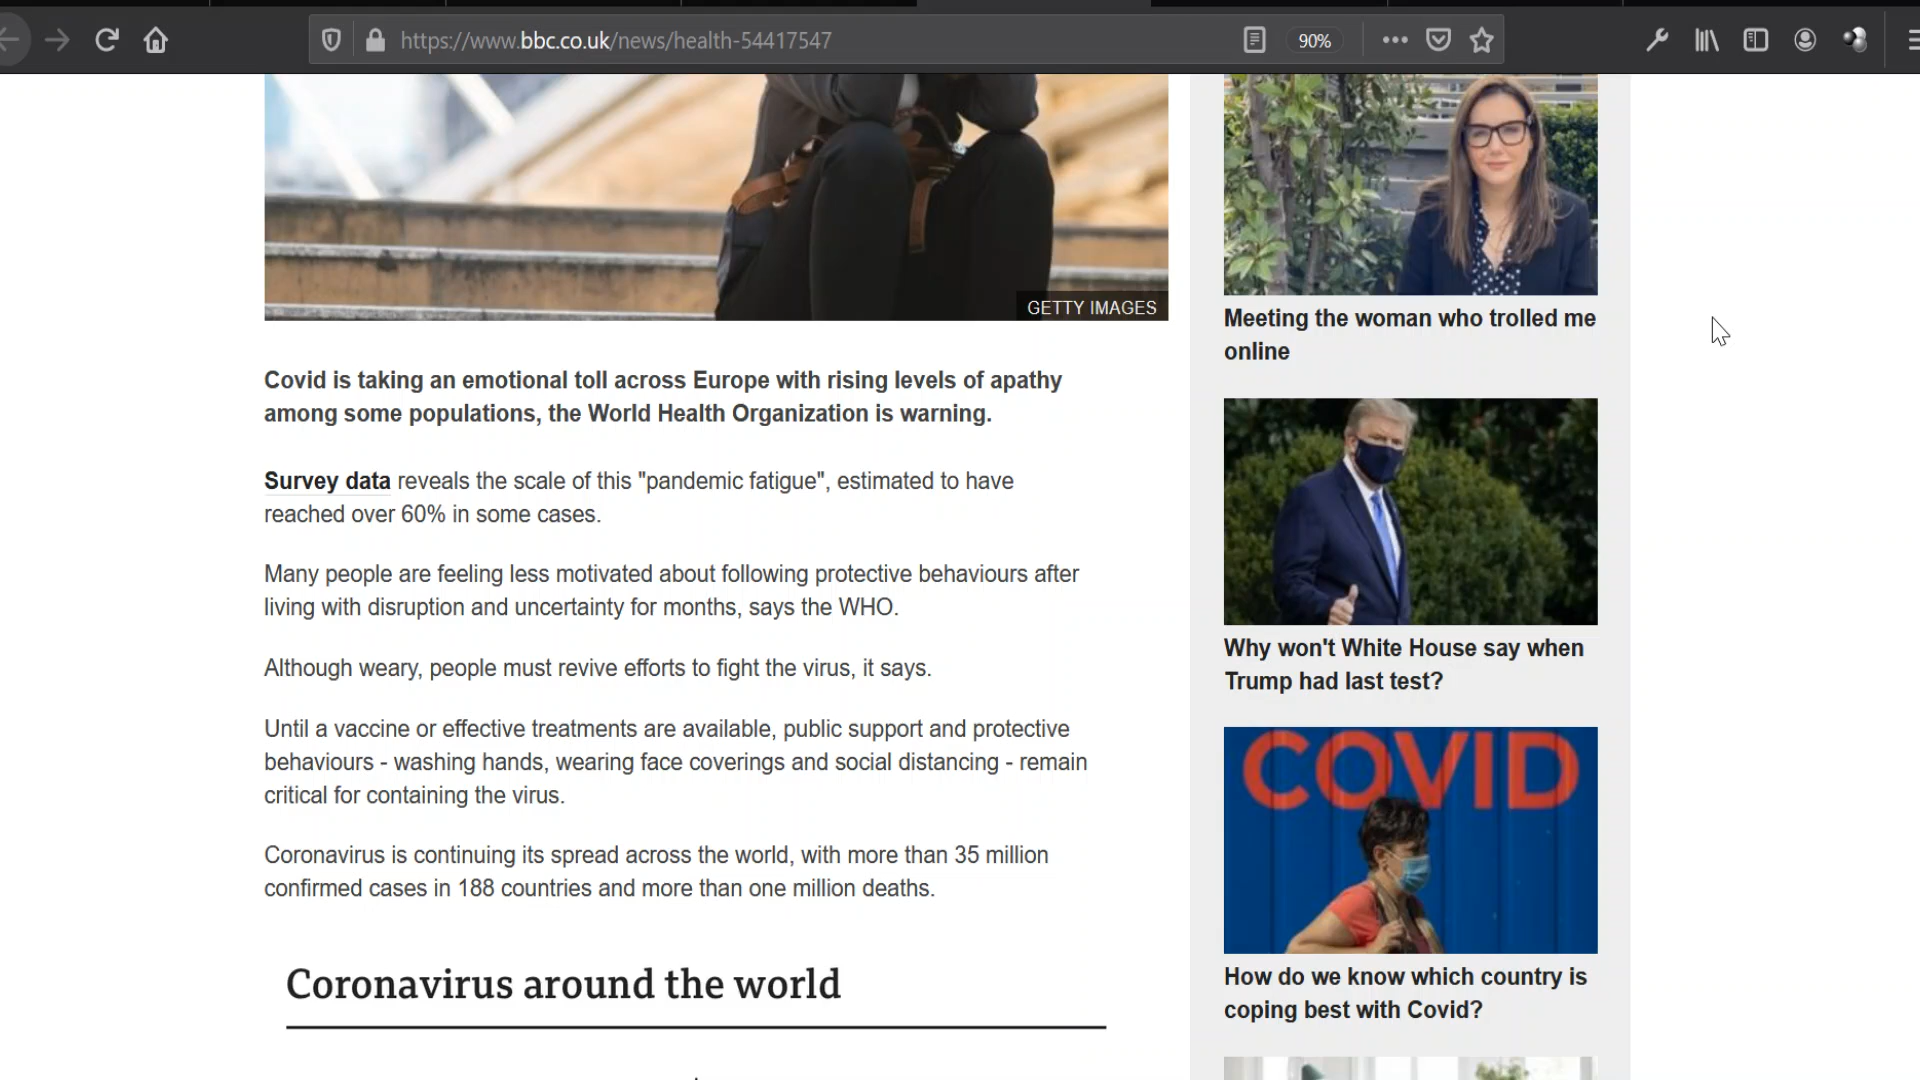 https://www.bbc.co.uk/news/health-54417547
90%
GETTY IMAGES
Covid is taking an emotional toll across Europe with rising levels of apathy
among some populations, the World Health Organization is warning.
Survey data reveals the scale of this "pandemic fatigue", estimated to have
reached over 60% in some cases.
Many people are feeling less motivated about following protective behaviours after
living with disruption and uncertainty for months, says the WHO.
Although weary, people must revive efforts to fight the virus, it says.
Until a vaccine or effective treatments are available, public support and protective
behaviours - washing hands, wearing face coverings and social distancing - remain
critical for containing the virus.
Coronavirus is continuing its spread across the world, with more than 35 million
confirmed cases in 188 countries and more than one million deaths.
Coronavirus around the world
Meeting the woman who trolled me
online
Why won't White House say when
Trump had last test?
COVID
How do we know which country is
coping best with Covid?